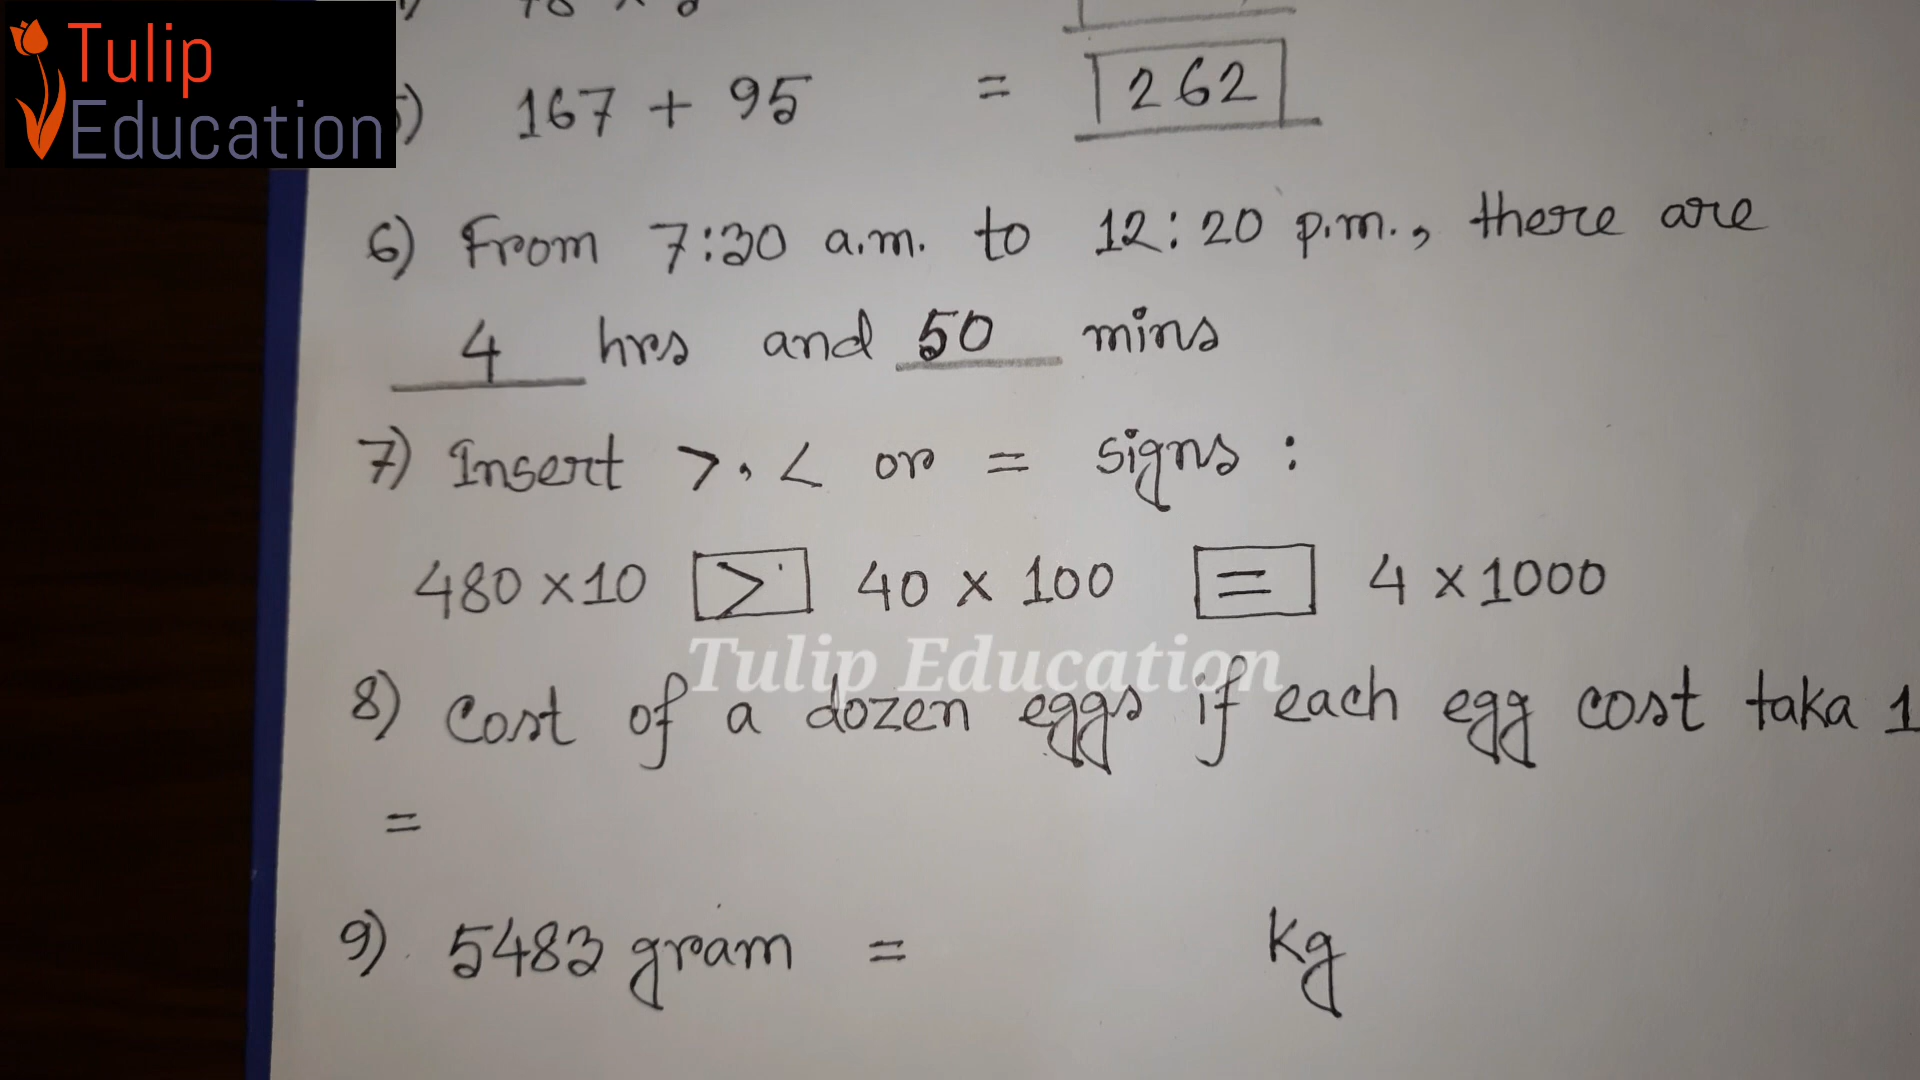 Tulip
Education
5) 167 + 95 = 262
6) From 7:30 a.m. to 12:20 p.m., there are
4 hrs and 50 mins
7) Insert >, < or = signs :
480 x 10 > 40 x 100 = 4 x 1000
Tulip Education
8) Cost of a dozen eggs if each egg cost taka 1
=
9) 5483 gram = kg